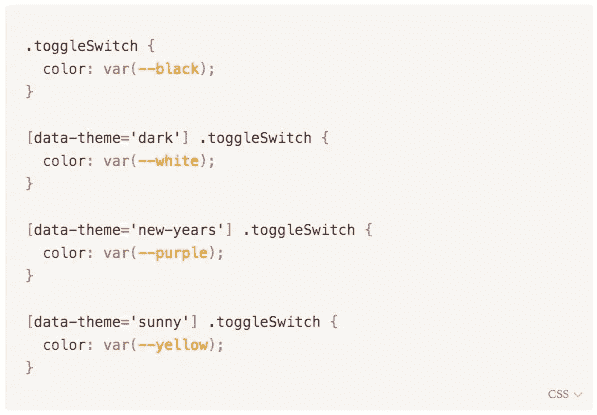 .toggleSwitch {
  color: var(--black);
}

[data-theme='dark'] .toggleSwitch {
  color: var(--white);
}

[data-theme='new-years'] .toggleSwitch {
  color: var(--purple);
}

[data-theme='sunny'] .toggleSwitch {
  color: var(--yellow);
}
CSS